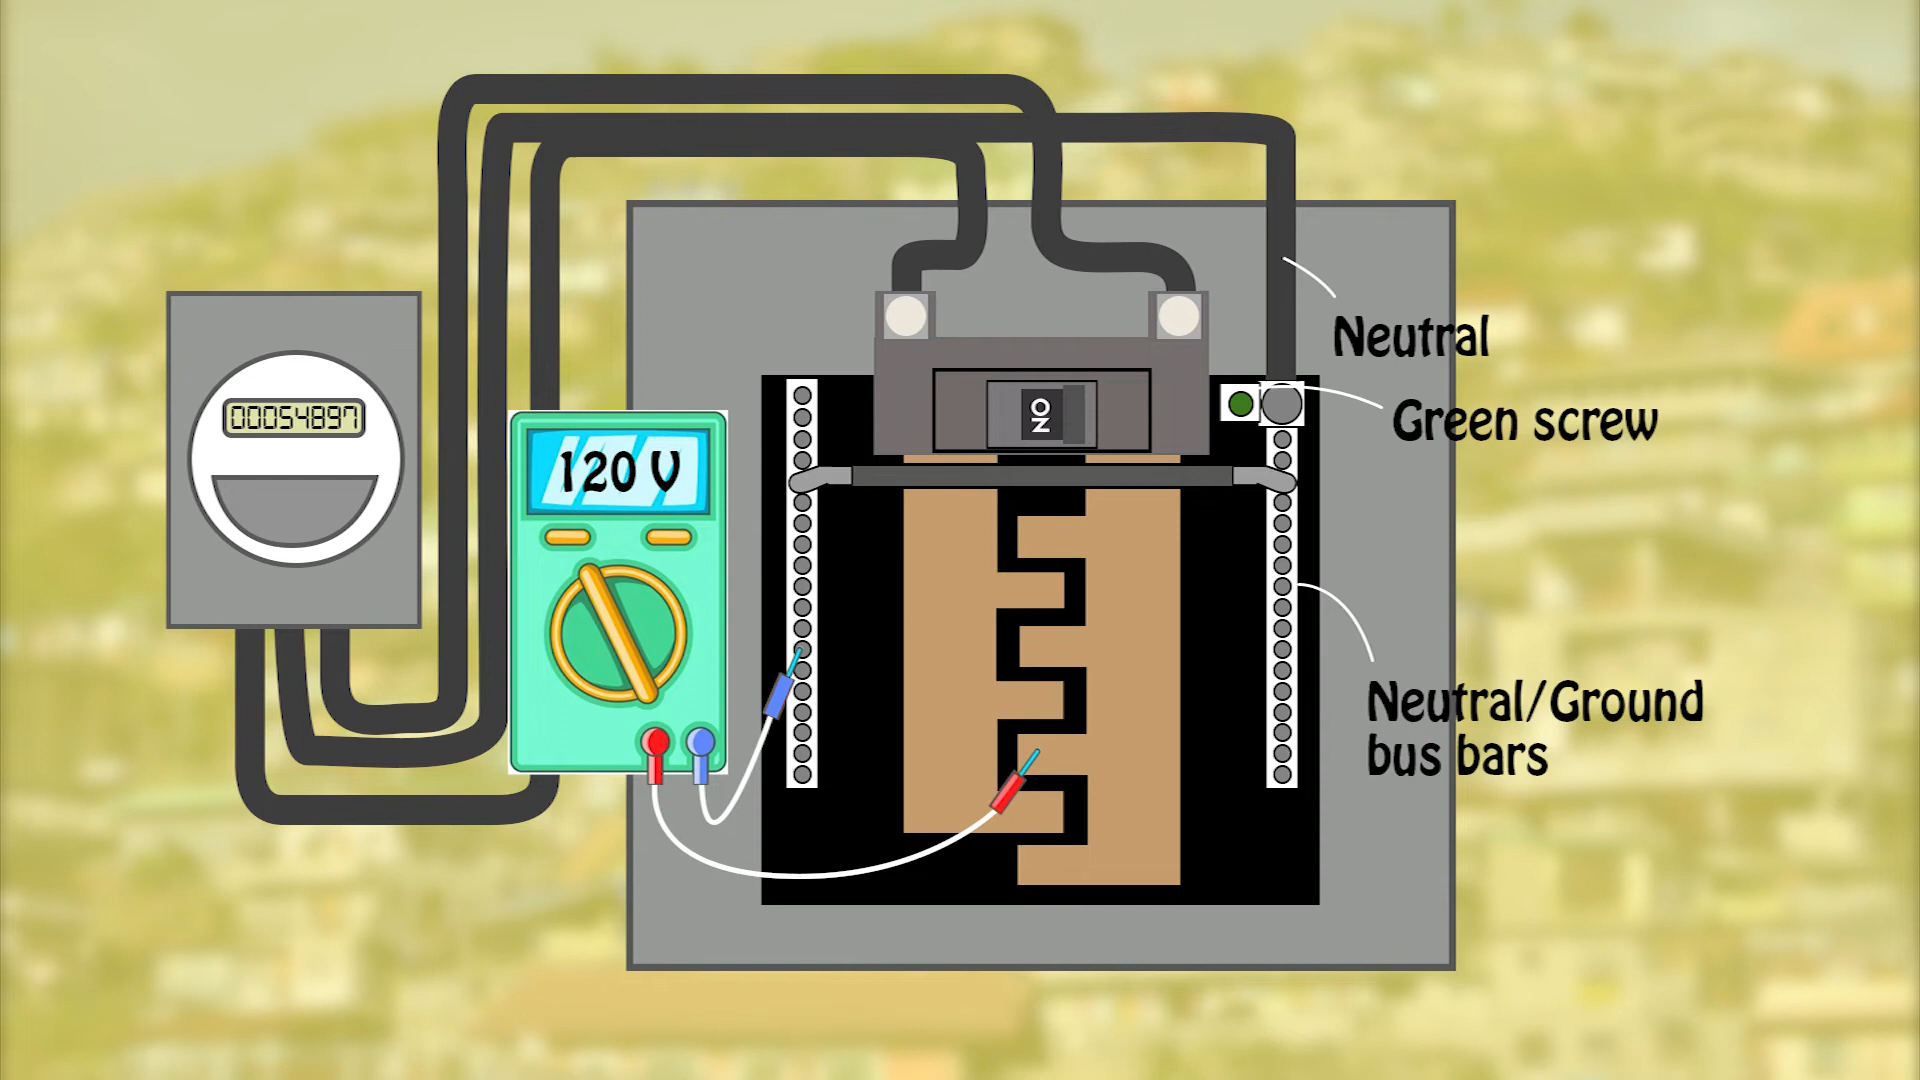 Neutral
00054897
ON
Green screw
120 V
Neutral/Ground
bus bars